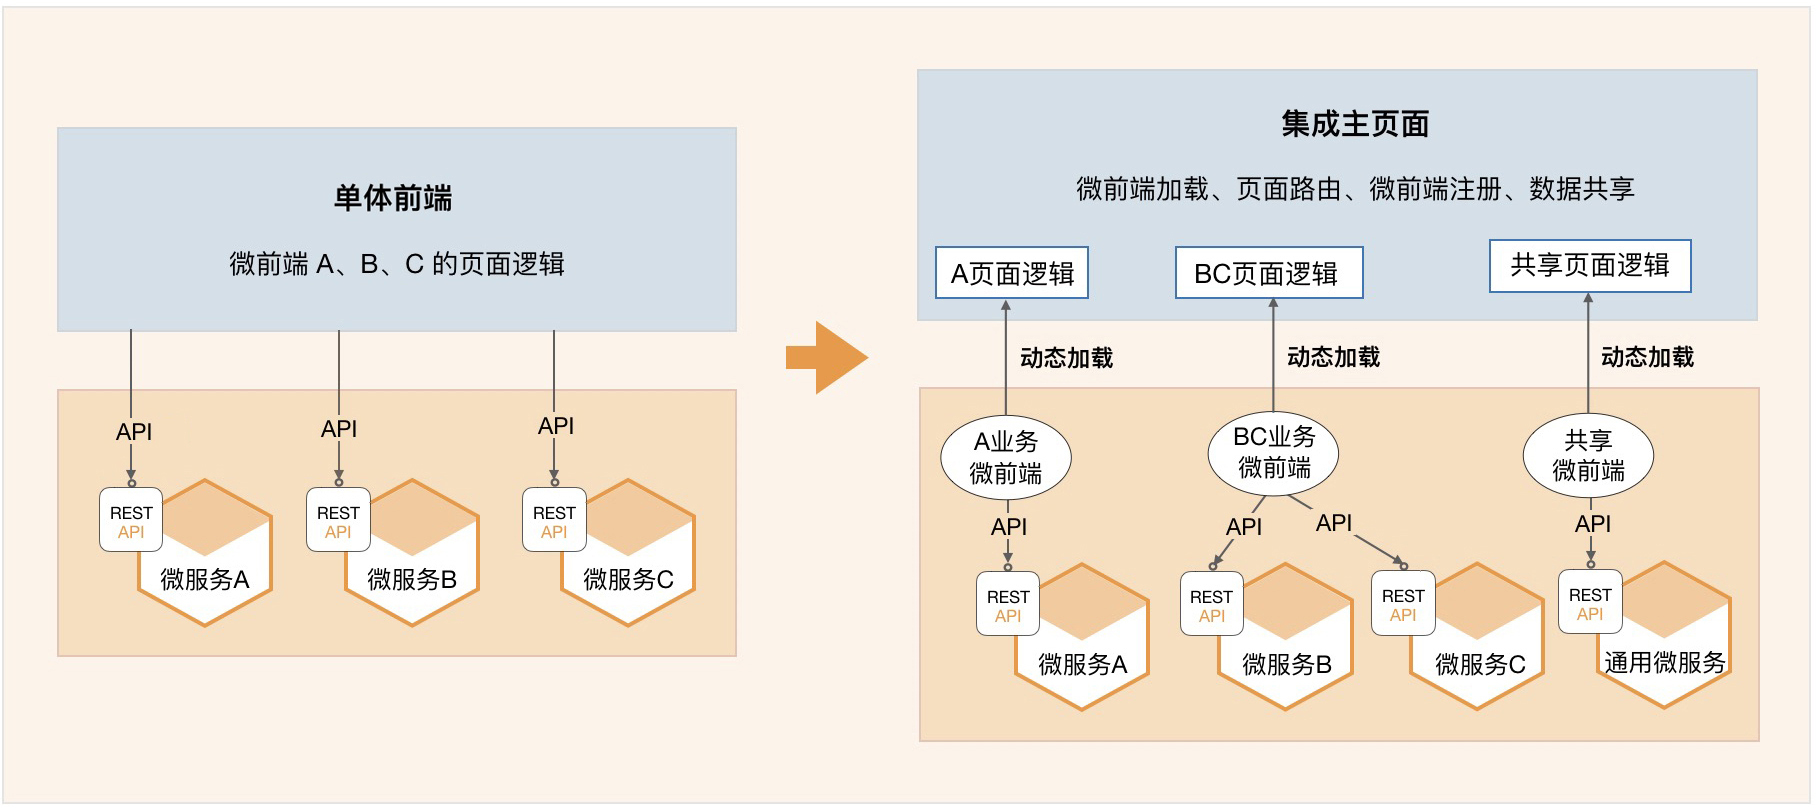 单体前端
微前端 A、B、C 的页面逻辑
API
API
API
REST
API
REST
API
REST
API
微服务A
微服务B
微服务C
集成主页面
微前端加载、页面路由、微前端注册、数据共享
A页面逻辑
BC页面逻辑
共享页面逻辑
动态加载
动态加载
动态加载
A业务
微前端
BC业务
微前端
共享
微前端
API
API
API
API
REST
API
REST
API
REST
API
REST
API
微服务A
微服务B
微服务C
通用微服务